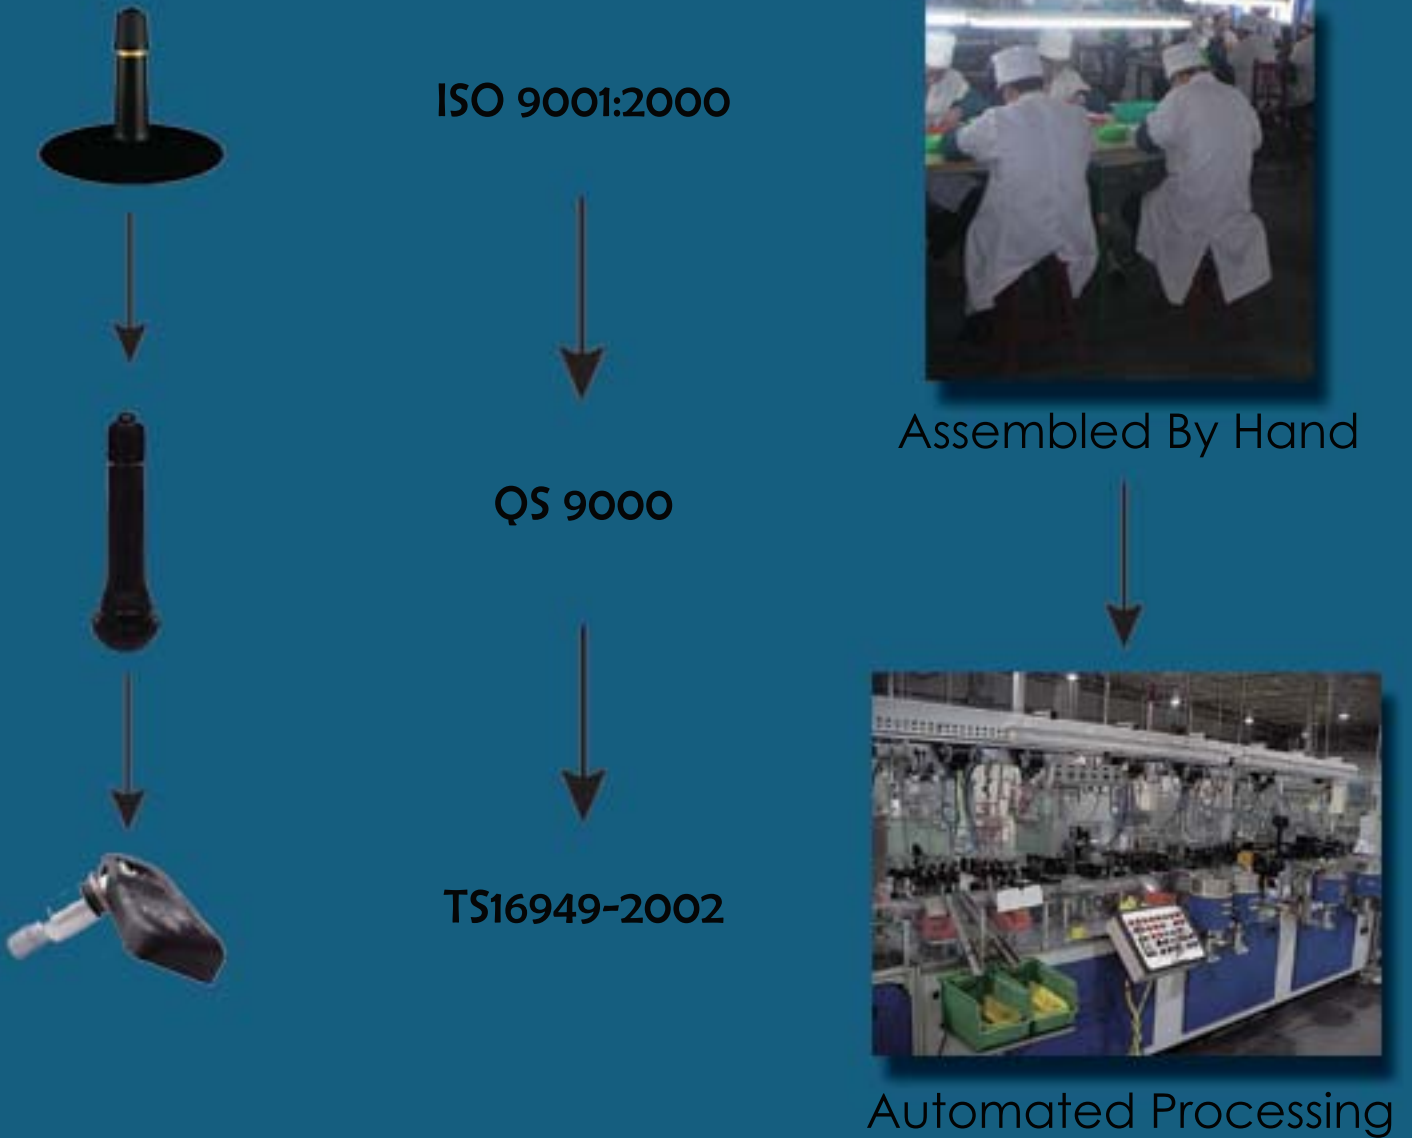 ISO 9001:2000
Assembled By Hand
QS 9000
TS16949-2002
Automated Processing